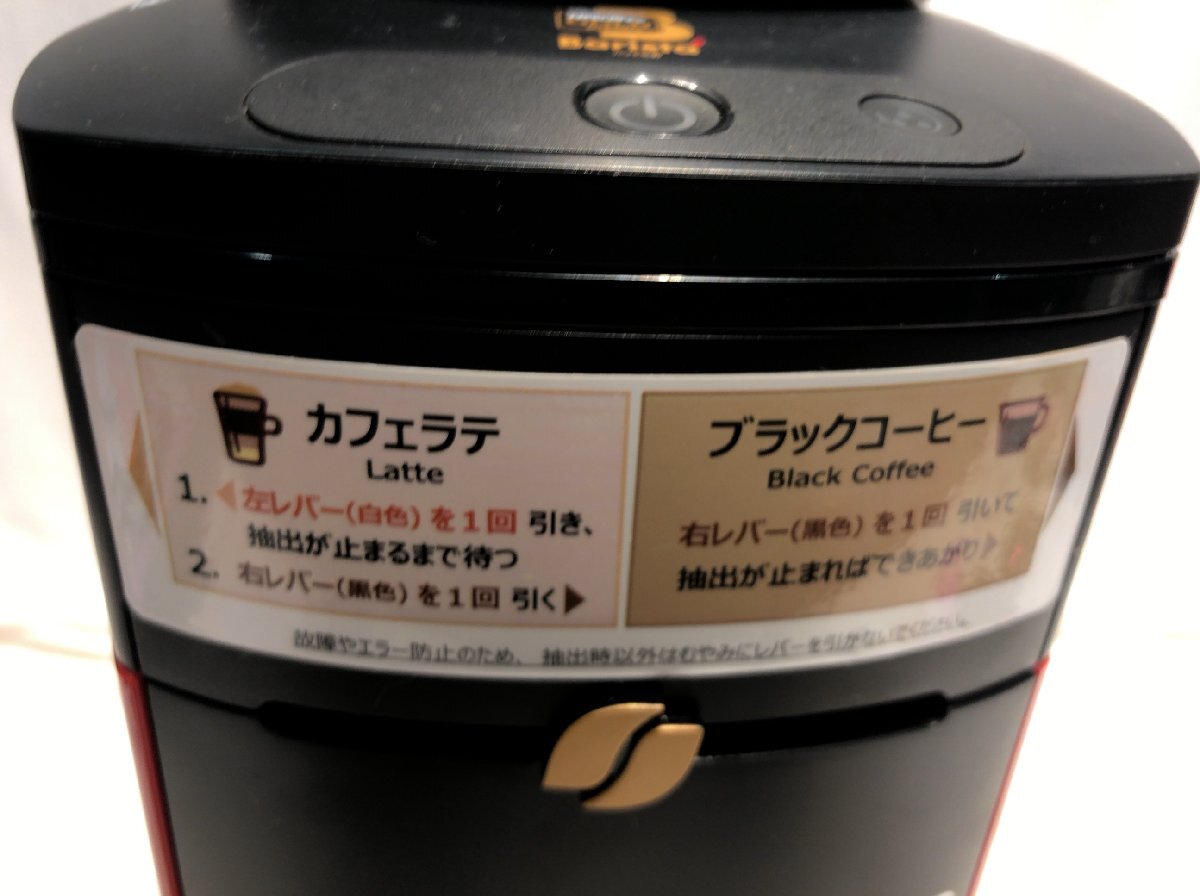 Barista
カフェラテ
Latte
1. 左レバー(白色) を1回 引き、
抽出が止まるまで待つ
2. 右レバー(黒色) を1回 引く
ブラックコーヒー
Black Coffee
右レバー(黒色) を1回 引いて
抽出が止まればできあがり
故障やエラー防止のため、 抽出時以外はむやみにレバーを引かないでください。